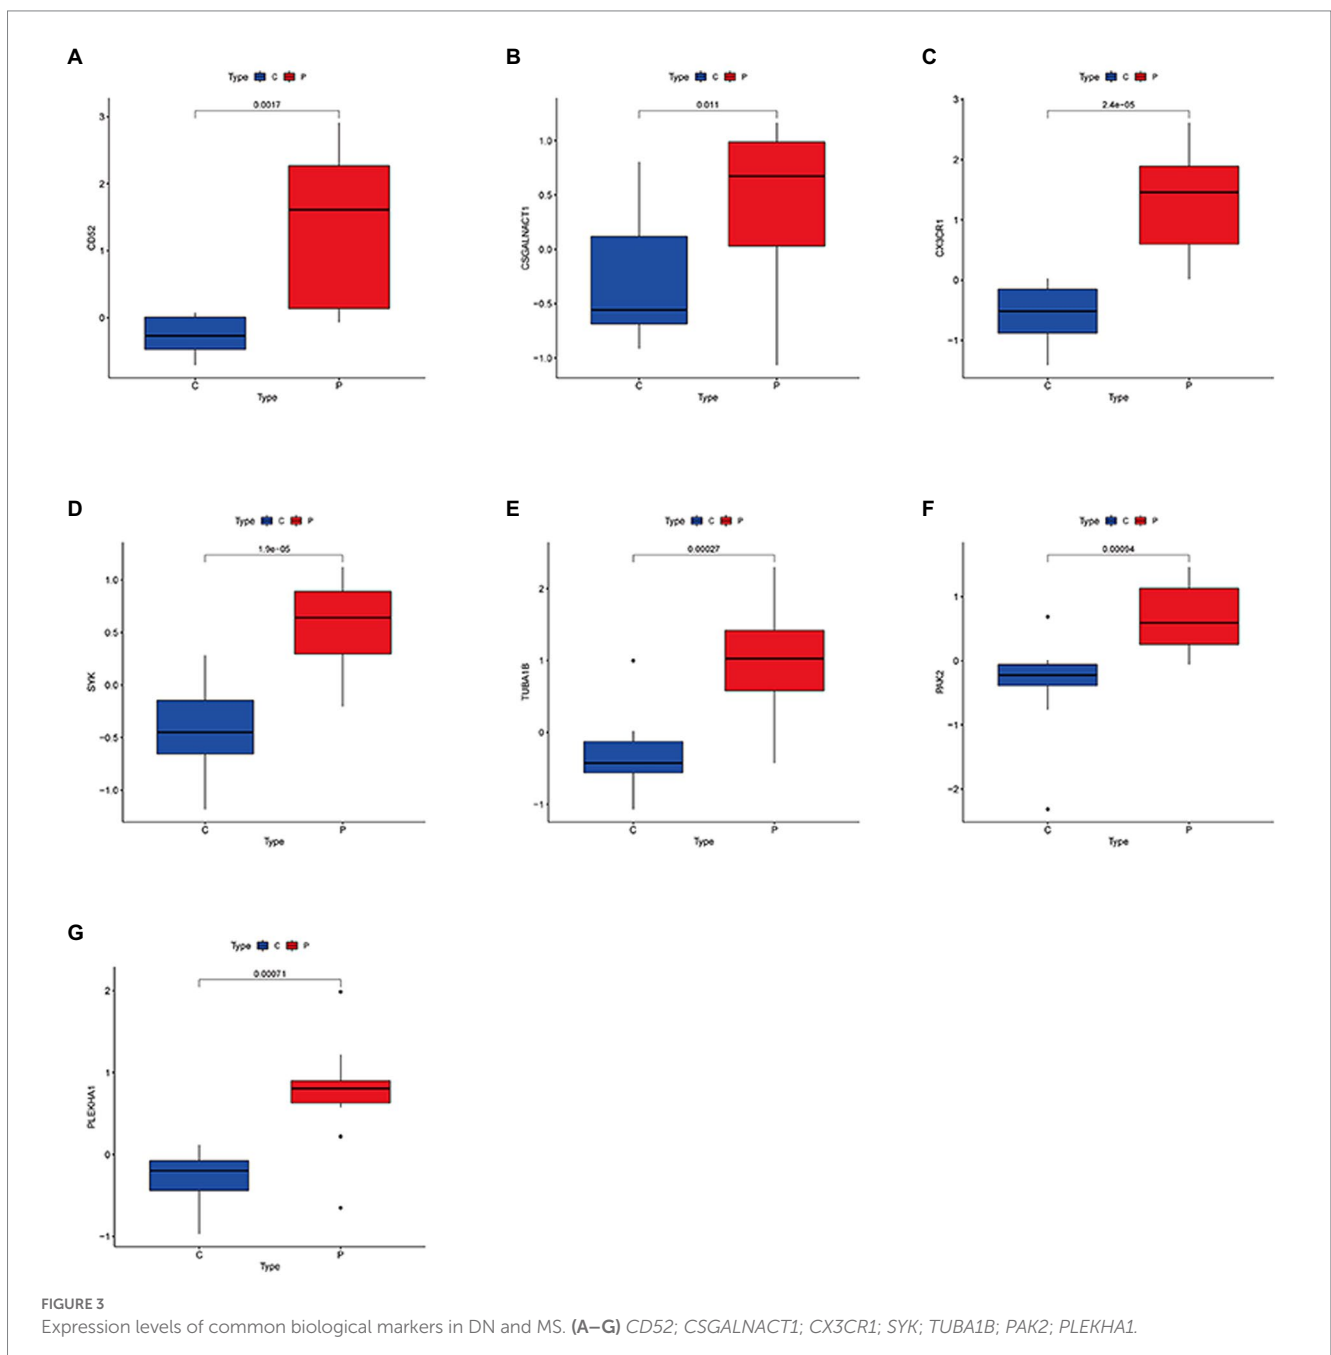 A
Type C P
0.0017
3
2
1
0
CD52
C P
Type
B
Type C P
0.011
1.0
0.5
0.0
−0.5
−1.0
CSGALNACT1
C P
Type
C
Type C P
2.4e−05
3
2
1
0
−1
CX3CR1
C P
Type
D
Type C P
1.9e−05
1.0
0.5
0.0
−0.5
−1.0
SYK
C P
Type
E
Type C P
0.00027
2
1
0
−1
TUBA1B
C P
Type
F
Type C P
0.00094
1
0
−1
−2
PAK2
C P
Type
G
Type C P
0.00071
2
1
0
−1
PLEKHA1
C P
Type
FIGURE 3
Expression levels of common biological markers in DN and MS. (A–G) CD52; CSGALNACT1; CX3CR1; SYK; TUBA1B; PAK2; PLEKHA1.